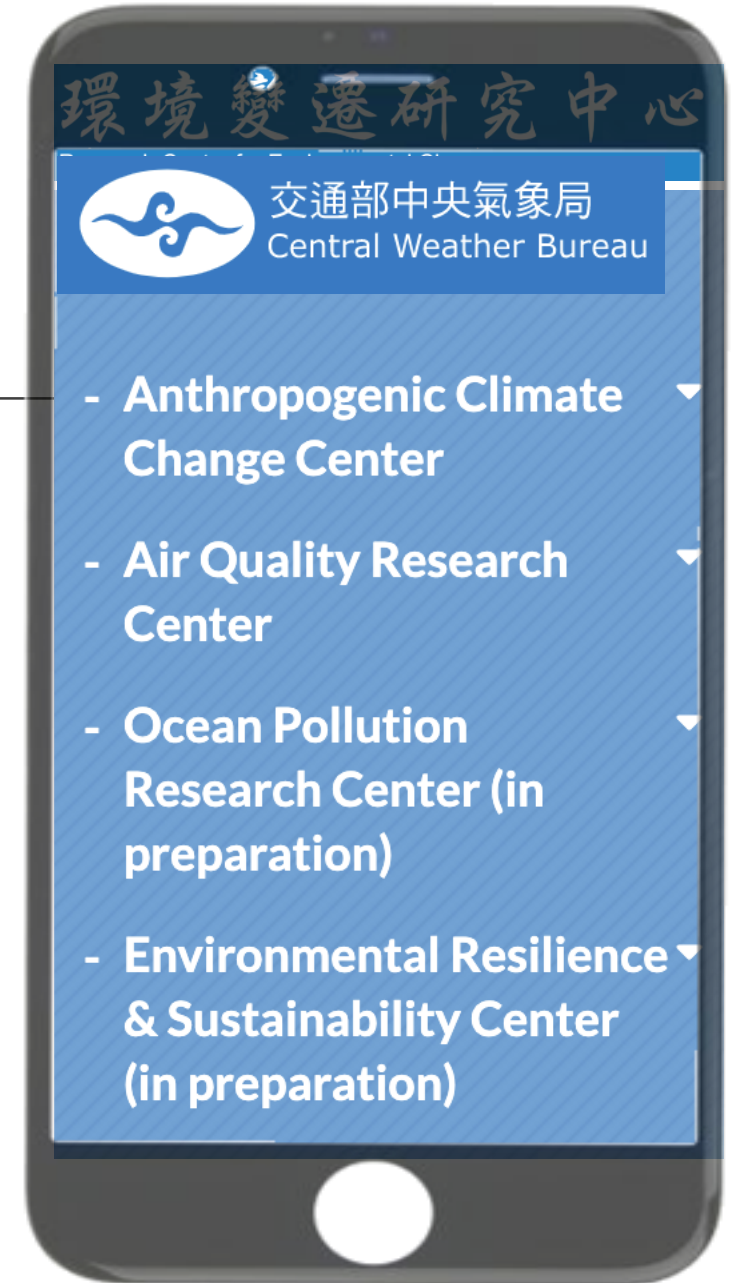 環境變遷研究中心
交通部中央氣象局
Central Weather Bureau
- Anthropogenic Climate
Change Center
- Air Quality Research
Center
- Ocean Pollution
Research Center (in
preparation)
- Environmental Resilience
& Sustainability Center
(in preparation)